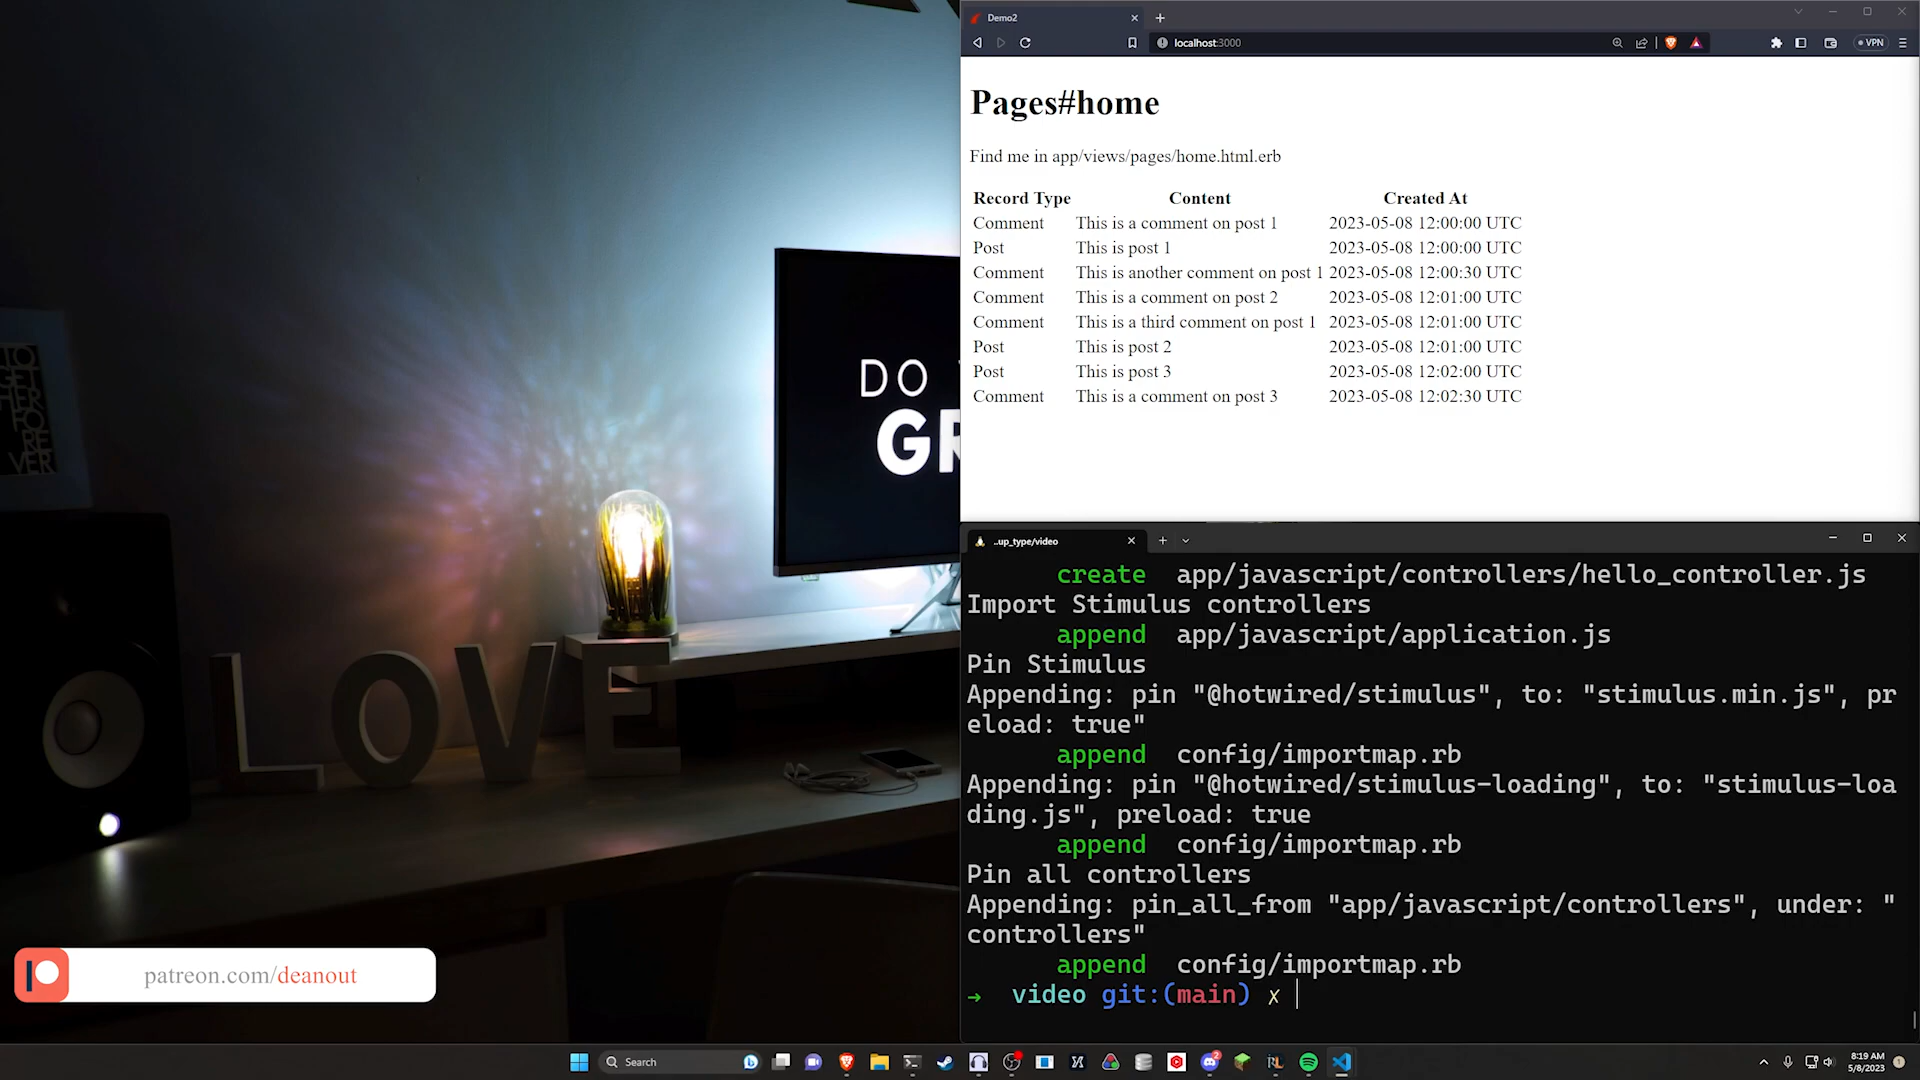 Demo2
localhost:3000
VPN
Pages#home
Find me in app/views/pages/home.html.erb
Record Type Content Created At
Comment This is a comment on post 1 2023-05-08 12:00:00 UTC
Post This is post 1 2023-05-08 12:00:00 UTC
Comment This is another comment on post 1 2023-05-08 12:00:30 UTC
Comment This is a comment on post 2 2023-05-08 12:01:00 UTC
Comment This is a third comment on post 1 2023-05-08 12:01:00 UTC
Post This is post 2 2023-05-08 12:01:00 UTC
Post This is post 3 2023-05-08 12:02:00 UTC
Comment This is a comment on post 3 2023-05-08 12:02:30 UTC
DO
GR
LOVE
patreon.com/deanout
..up_type/video
create app/javascript/controllers/hello_controller.js
Import Stimulus controllers
append app/javascript/application.js
Pin Stimulus
Appending: pin "@hotwired/stimulus", to: "stimulus.min.js", pr
eload: true"
append config/importmap.rb
Appending: pin "@hotwired/stimulus-loading", to: "stimulus-loa
ding.js", preload: true
append config/importmap.rb
Pin all controllers
Appending: pin_all_from "app/javascript/controllers", under: "
controllers"
append config/importmap.rb
→ video git:(main) ✗
Search
8:19 AM
5/8/2023